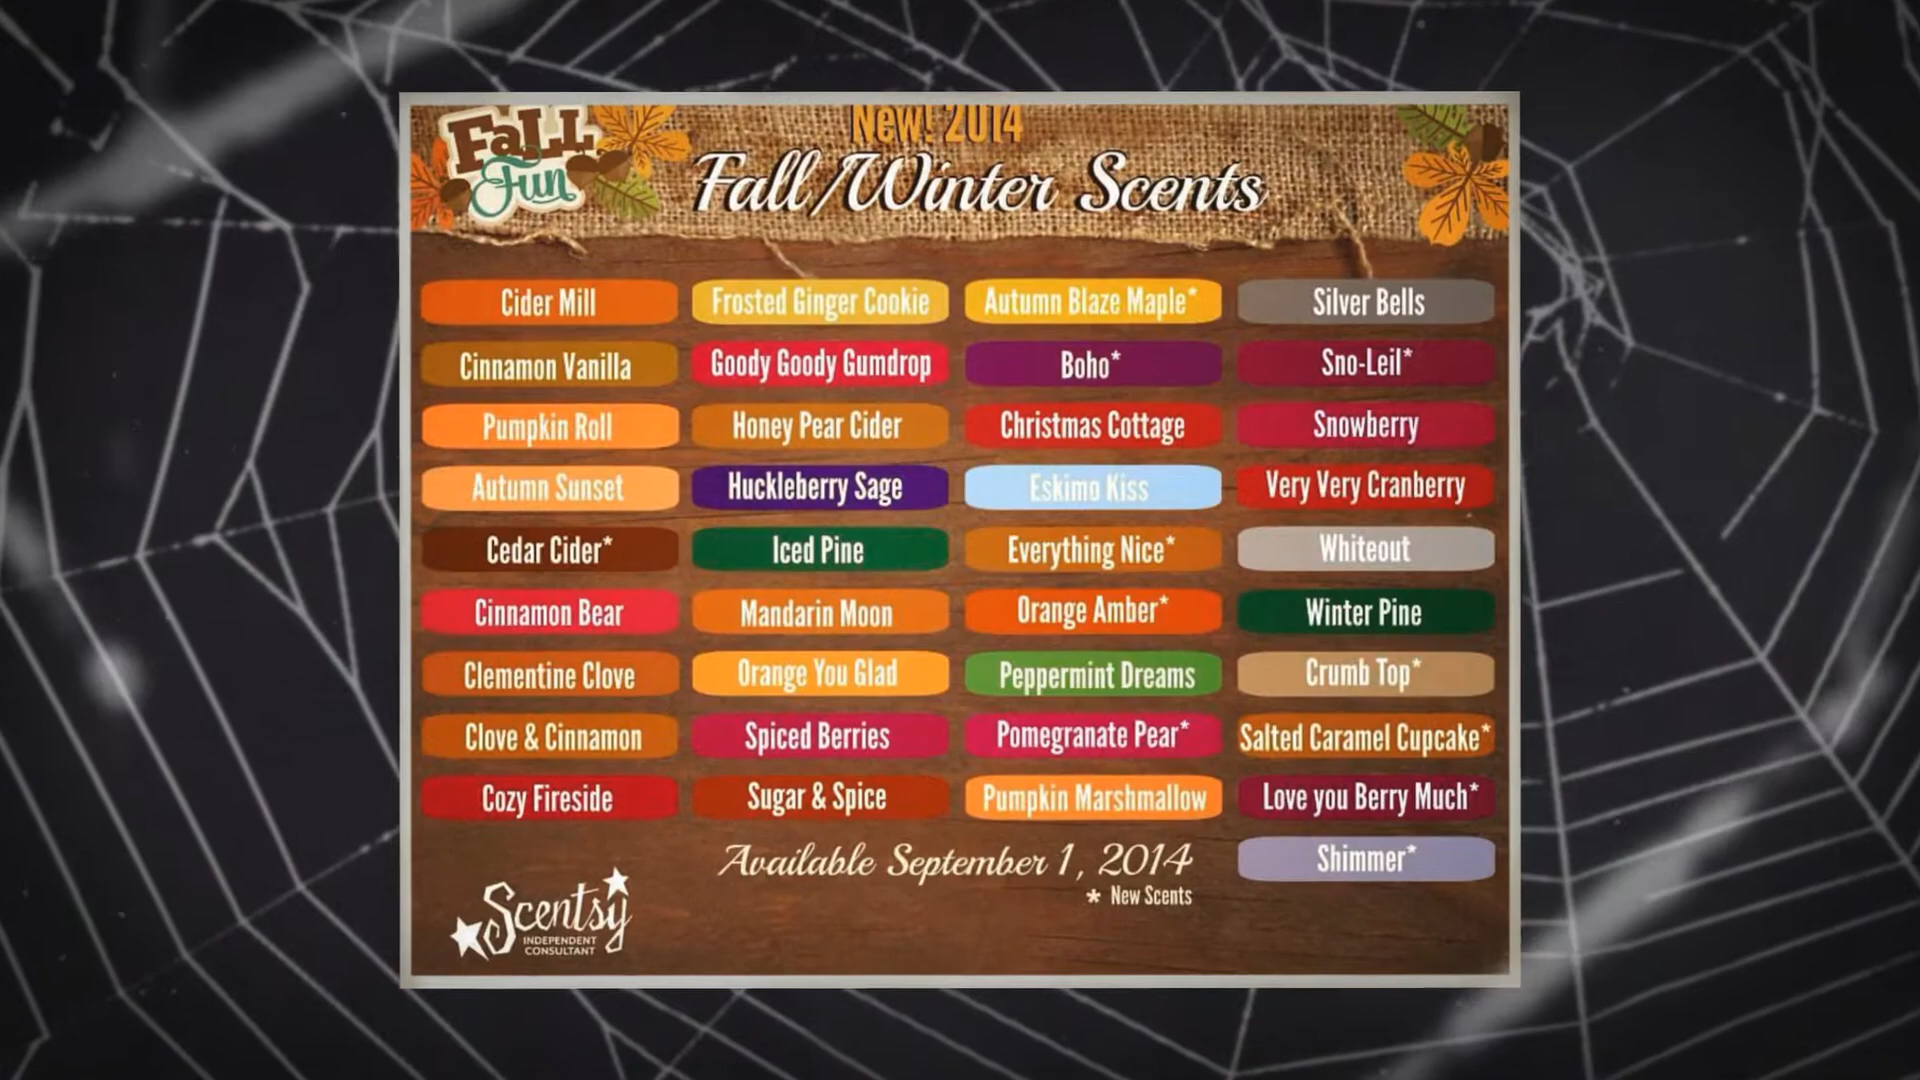 FaLL
Fun
New! 2014
Fall/Winter Scents
Cider Mill
Cinnamon Vanilla
Pumpkin Roll
Autumn Sunset
Cedar Cider*
Cinnamon Bear
Clementine Clove
Clove & Cinnamon
Cozy Fireside
Frosted Ginger Cookie
Goody Goody Gumdrop
Honey Pear Cider
Huckleberry Sage
Iced Pine
Mandarin Moon
Orange You Glad
Spiced Berries
Sugar & Spice
Autumn Blaze Maple*
Boho*
Christmas Cottage
Eskimo Kiss
Everything Nice*
Orange Amber*
Peppermint Dreams
Pomegranate Pear*
Pumpkin Marshmallow
Silver Bells
Sno-Leil*
Snowberry
Very Very Cranberry
Whiteout
Winter Pine
Crumb Top*
Salted Caramel Cupcake*
Love you Berry Much*
Shimmer*
Available September 1, 2014
* New Scents
Scentsy
INDEPENDENT
CONSULTANT